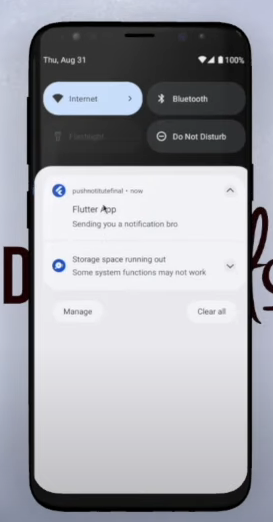 Thu, Aug 31
100%
Internet
Bluetooth
Flashlight
Do Not Disturb
pushnotitutefinal • now
Flutter App
Sending you a notification bro
Storage space running out
Some system functions may not work
Manage
Clear all
D